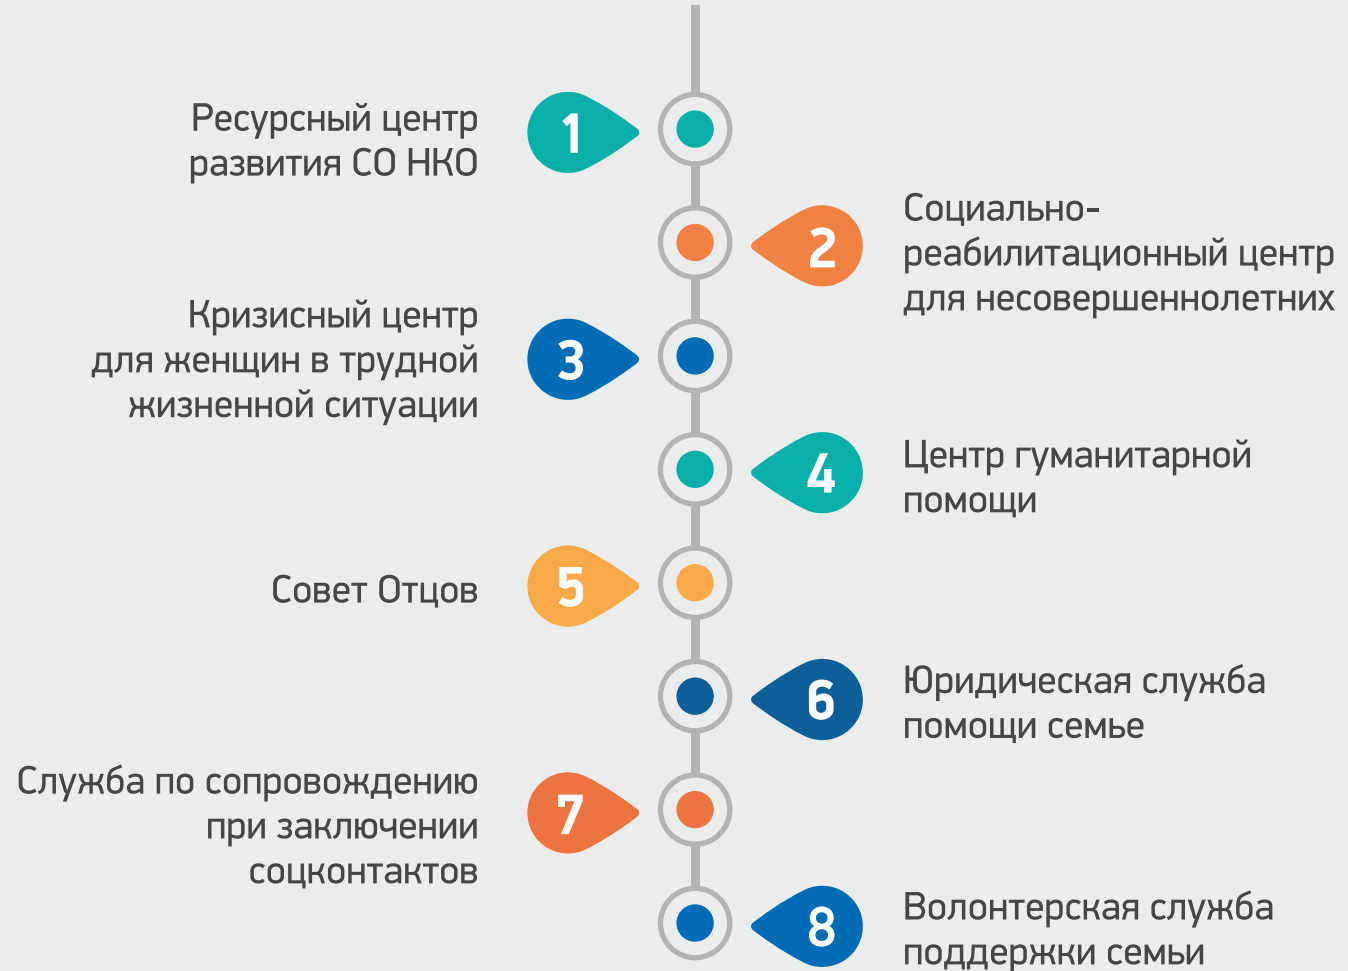 Ресурсный центр
развития СО НКО
1
2
Социально-
реабилитационный центр
для несовершеннолетних
Кризисный центр
для женщин в трудной
жизненной ситуации
3
4
Центр гуманитарной
помощи
Совет Отцов
5
6
Юридическая служба
помощи семье
Служба по сопровождению
при заключении
соцконтактов
7
8
Волонтерская служба
поддержки семьи